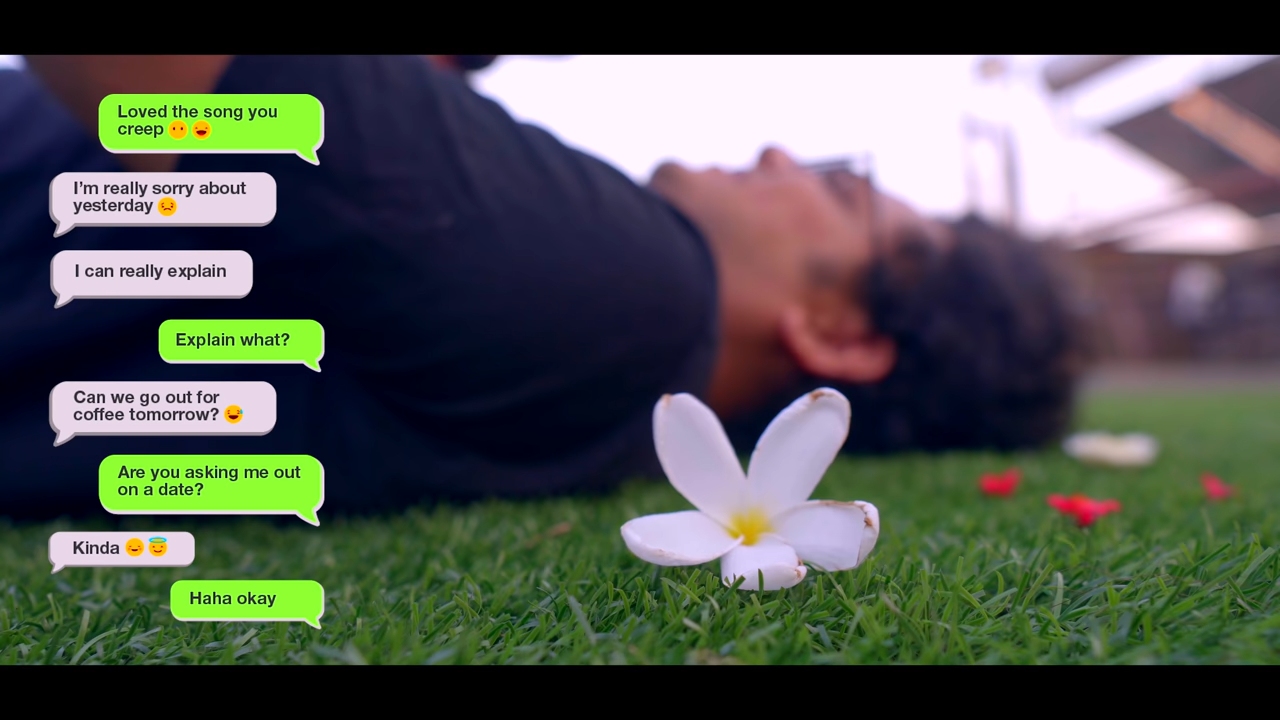 Loved the song you
creep 😶😃
I'm really sorry about
yesterday 😣
I can really explain
Explain what?
Can we go out for
coffee tomorrow? 😅
Are you asking me out
on a date?
Kinda 😄😇
Haha okay